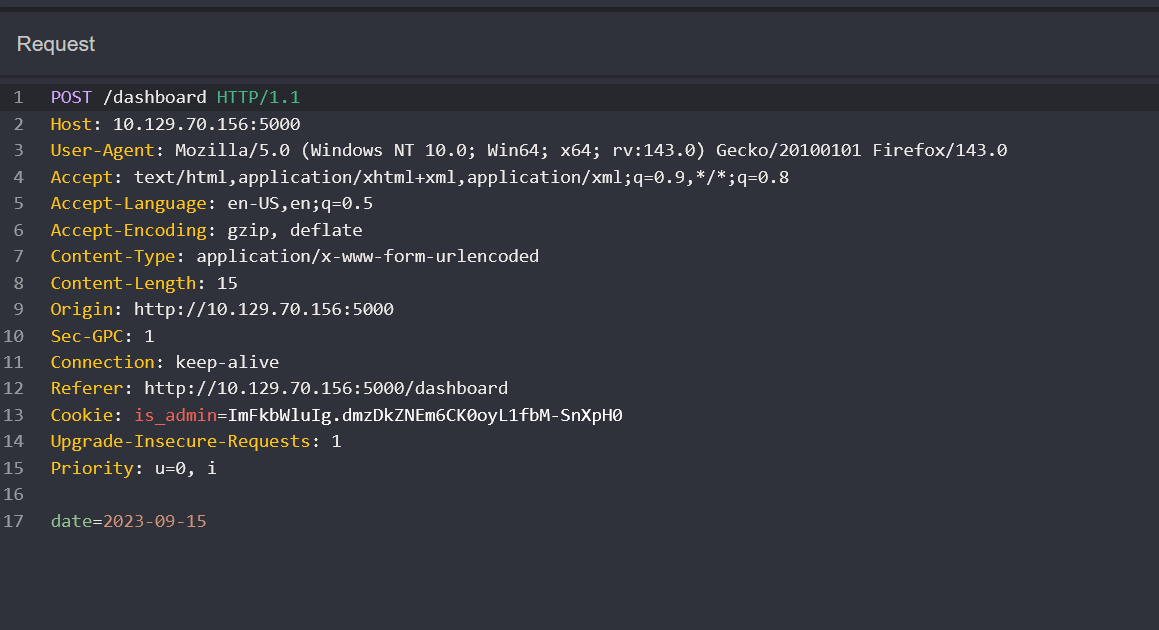 Request
1 POST /dashboard HTTP/1.1
2 Host: 10.129.70.156:5000
3 User-Agent: Mozilla/5.0 (Windows NT 10.0; Win64; x64; rv:143.0) Gecko/20100101 Firefox/143.0
4 Accept: text/html,application/xhtml+xml,application/xml;q=0.9,*/*;q=0.8
5 Accept-Language: en-US,en;q=0.5
6 Accept-Encoding: gzip, deflate
7 Content-Type: application/x-www-form-urlencoded
8 Content-Length: 15
9 Origin: http://10.129.70.156:5000
10 Sec-GPC: 1
11 Connection: keep-alive
12 Referer: http://10.129.70.156:5000/dashboard
13 Cookie: is_admin=ImFkbWluIg.dmzDkZNEm6CK0oyL1fbM-SnXpH0
14 Upgrade-Insecure-Requests: 1
15 Priority: u=0, i
16
17 date=2023-09-15